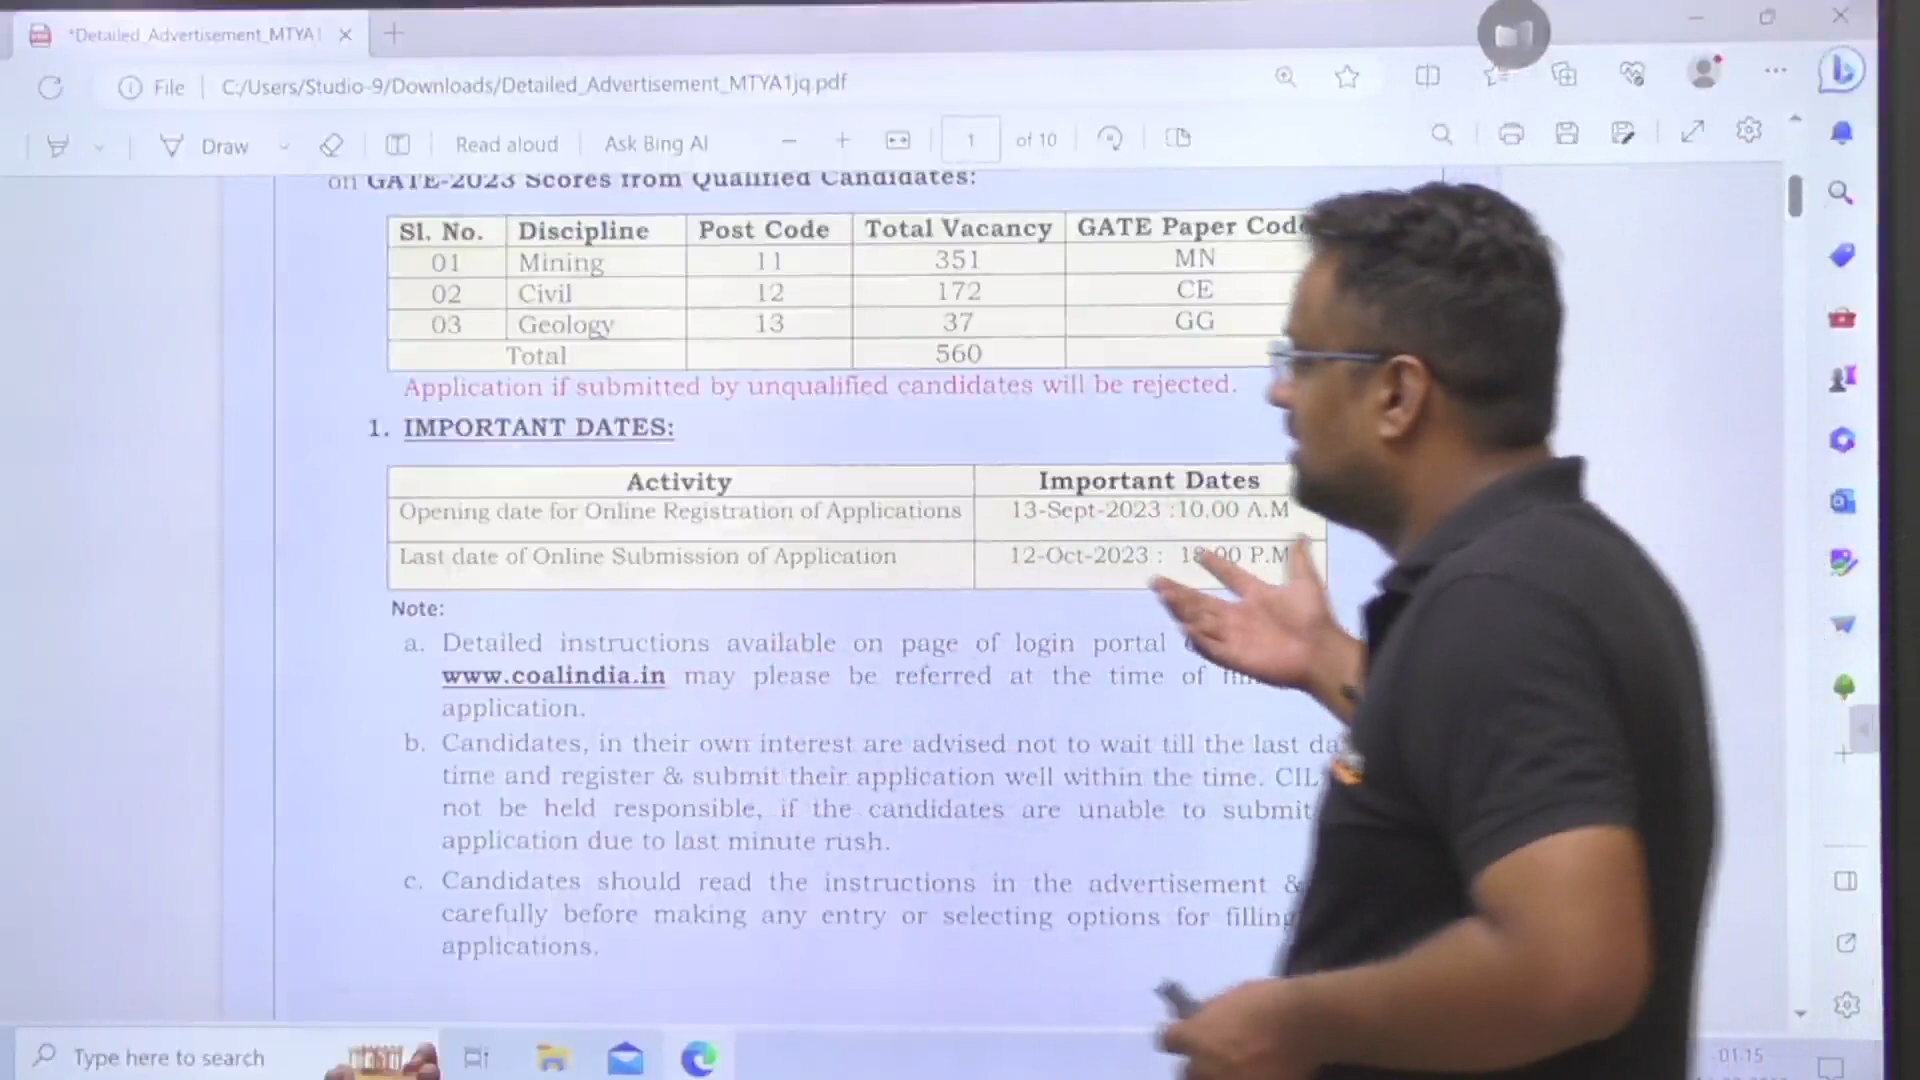 *Detailed_Advertisement_MTYA1
File
C:/Users/Studio-9/Downloads/Detailed_Advertisement_MTYA1jq.pdf
Draw
Read aloud
Ask Bing AI
1 of 10
on GATE-2023 Scores from Qualified Candidates:
Sl. No. Discipline Post Code Total Vacancy GATE Paper Code
01 Mining 11 351 MN
02 Civil 12 172 CE
03 Geology 13 37 GG
Total 560
Application if submitted by unqualified candidates will be rejected.
1. IMPORTANT DATES:
Activity Important Dates
Opening date for Online Registration of Applications 13-Sept-2023 :10.00 A.M
Last date of Online Submission of Application 12-Oct-2023 : 18.00 P.M
Note:
a. Detailed instructions available on page of login portal
www.coalindia.in may please be referred at the time of
application.
b. Candidates, in their own interest are advised not to wait till the last da
time and register & submit their application well within the time. CIL
not be held responsible, if the candidates are unable to submit
application due to last minute rush.
c. Candidates should read the instructions in the advertisement &
carefully before making any entry or selecting options for filling
applications.
Type here to search
01:15